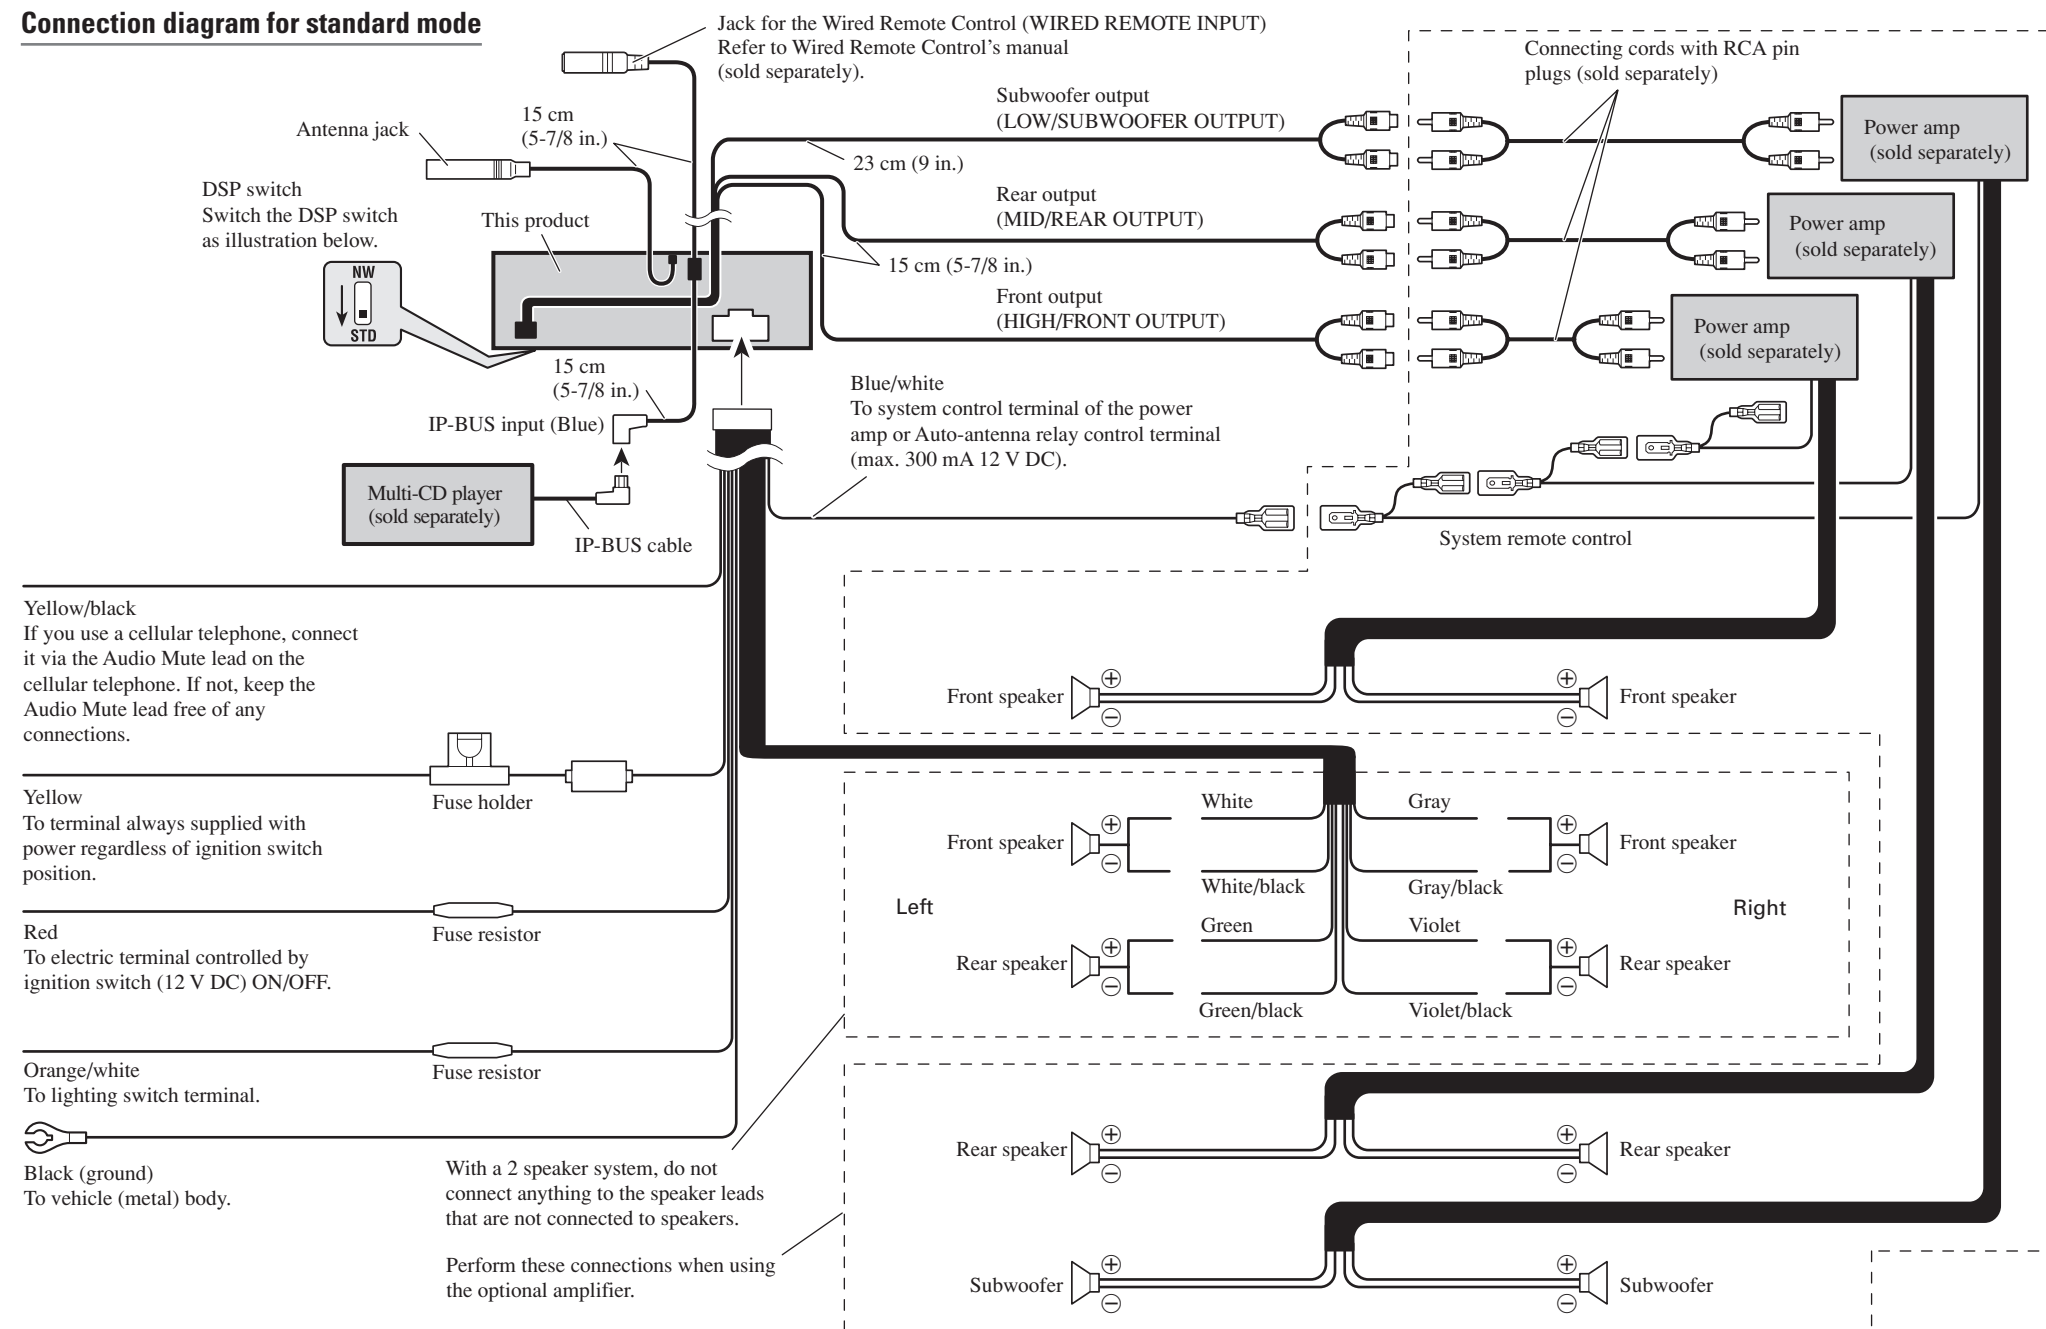 Connection diagram for standard mode
Jack for the Wired Remote Control (WIRED REMOTE INPUT)
Refer to Wired Remote Control's manual
(sold separately).
Connecting cords with RCA pin
plugs (sold separately)
15 cm
(5-7/8 in.)
Antenna jack
Subwoofer output
(LOW/SUBWOOFER OUTPUT)
23 cm (9 in.)
Power amp
(sold separately)
DSP switch
Switch the DSP switch
as illustration below.
This product
Rear output
(MID/REAR OUTPUT)
15 cm (5-7/8 in.)
Power amp
(sold separately)
NW
STD
Front output
(HIGH/FRONT OUTPUT)
Power amp
(sold separately)
15 cm
(5-7/8 in.)
IP-BUS input (Blue)
Blue/white
To system control terminal of the power
amp or Auto-antenna relay control terminal
(max. 300 mA 12 V DC).
Multi-CD player
(sold separately)
IP-BUS cable
System remote control
Yellow/black
If you use a cellular telephone, connect
it via the Audio Mute lead on the
cellular telephone. If not, keep the
Audio Mute lead free of any
connections.
Front speaker
+
−
+
−
Front speaker
Fuse holder
Yellow
To terminal always supplied with
power regardless of ignition switch
position.
White
Gray
Front speaker
+
−
+
−
Front speaker
White/black
Gray/black
Left
Right
Fuse resistor
Red
To electric terminal controlled by
ignition switch (12 V DC) ON/OFF.
Green
Violet
Rear speaker
+
−
+
−
Rear speaker
Green/black
Violet/black
Fuse resistor
Orange/white
To lighting switch terminal.
Black (ground)
To vehicle (metal) body.
With a 2 speaker system, do not
connect anything to the speaker leads
that are not connected to speakers.
Perform these connections when using
the optional amplifier.
Rear speaker
+
−
+
−
Rear speaker
Subwoofer
+
−
+
−
Subwoofer